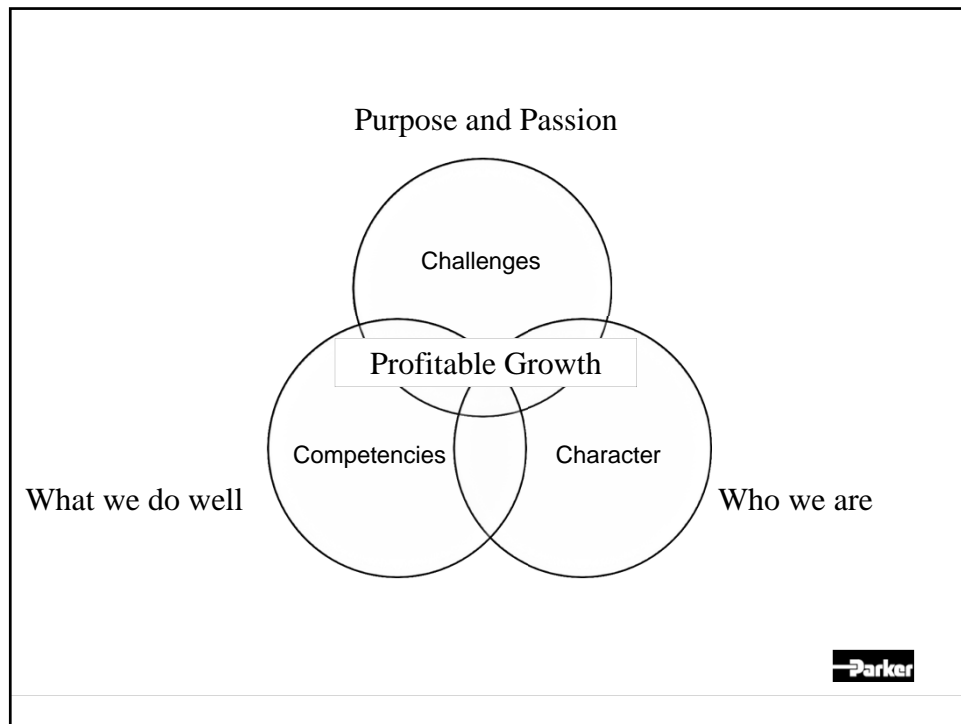 Purpose and Passion
Challenges
Profitable Growth
Competencies
Character
What we do well
Who we are
Parker